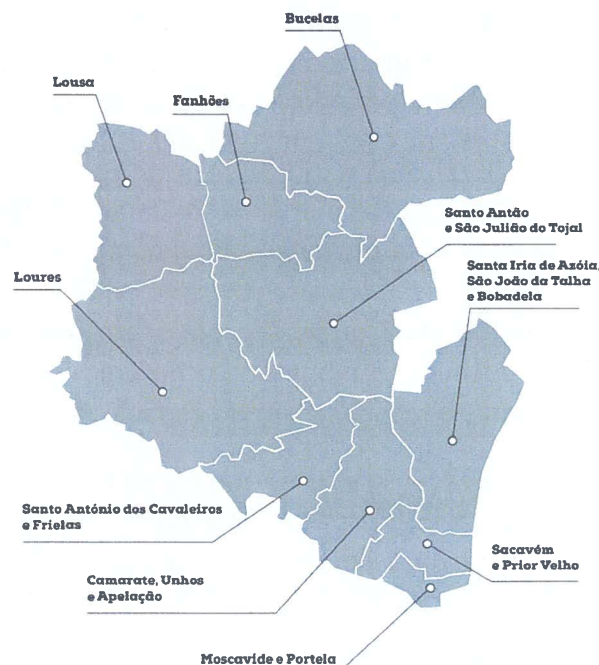 Bucelas
Lousa
Fanhões
Santo Antão
e São Julião do Tojal
Santa Iria de Azóia,
São João da Talha
e Bobadela
Loures
Santo António dos Cavaleiros
e Frielas
Sacavém
e Prior Velho
Camarate, Unhos
e Apelação
Moscavide e Portela